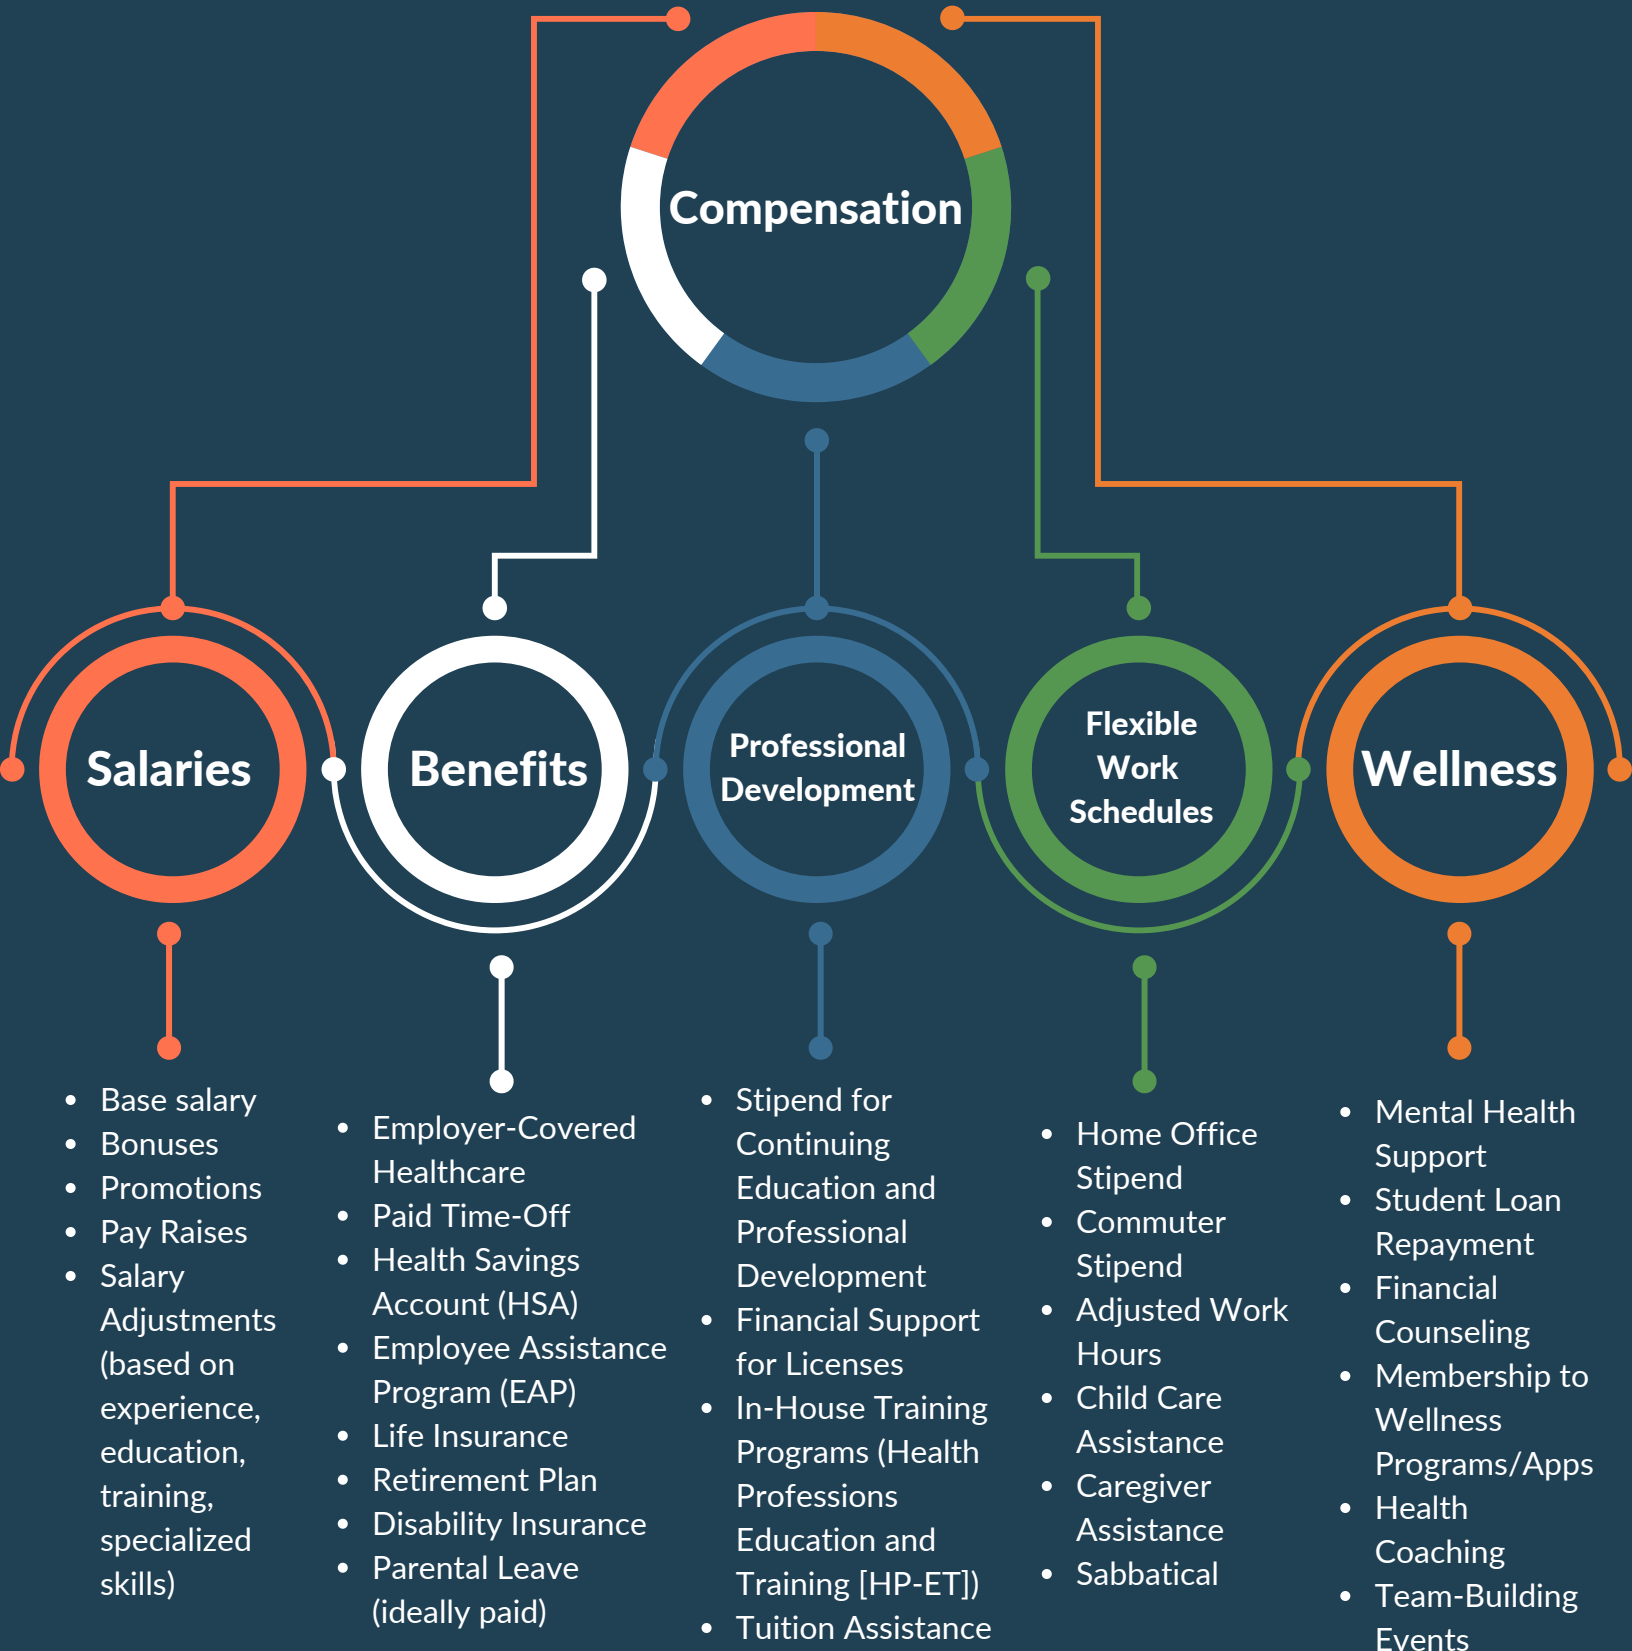 Compensation
Salaries
Benefits
Professional
Development
Flexible
Work
Schedules
Wellness
• Base salary
• Bonuses
• Promotions
• Pay Raises
• Salary
Adjustments
(based on
experience,
education,
training,
specialized
skills)
• Employer-Covered
Healthcare
• Paid Time-Off
• Health Savings
Account (HSA)
• Employee Assistance
Program (EAP)
• Life Insurance
• Retirement Plan
• Disability Insurance
• Parental Leave
(ideally paid)
• Stipend for
Continuing
Education and
Professional
Development
• Financial Support
for Licenses
• In-House Training
Programs (Health
Professions
Education and
Training [HP-ET])
• Tuition Assistance
• Home Office
Stipend
• Commuter
Stipend
• Adjusted Work
Hours
• Child Care
Assistance
• Caregiver
Assistance
• Sabbatical
• Mental Health
Support
• Student Loan
Repayment
• Financial
Counseling
• Membership to
Wellness
Programs/Apps
• Health
Coaching
• Team-Building
Events